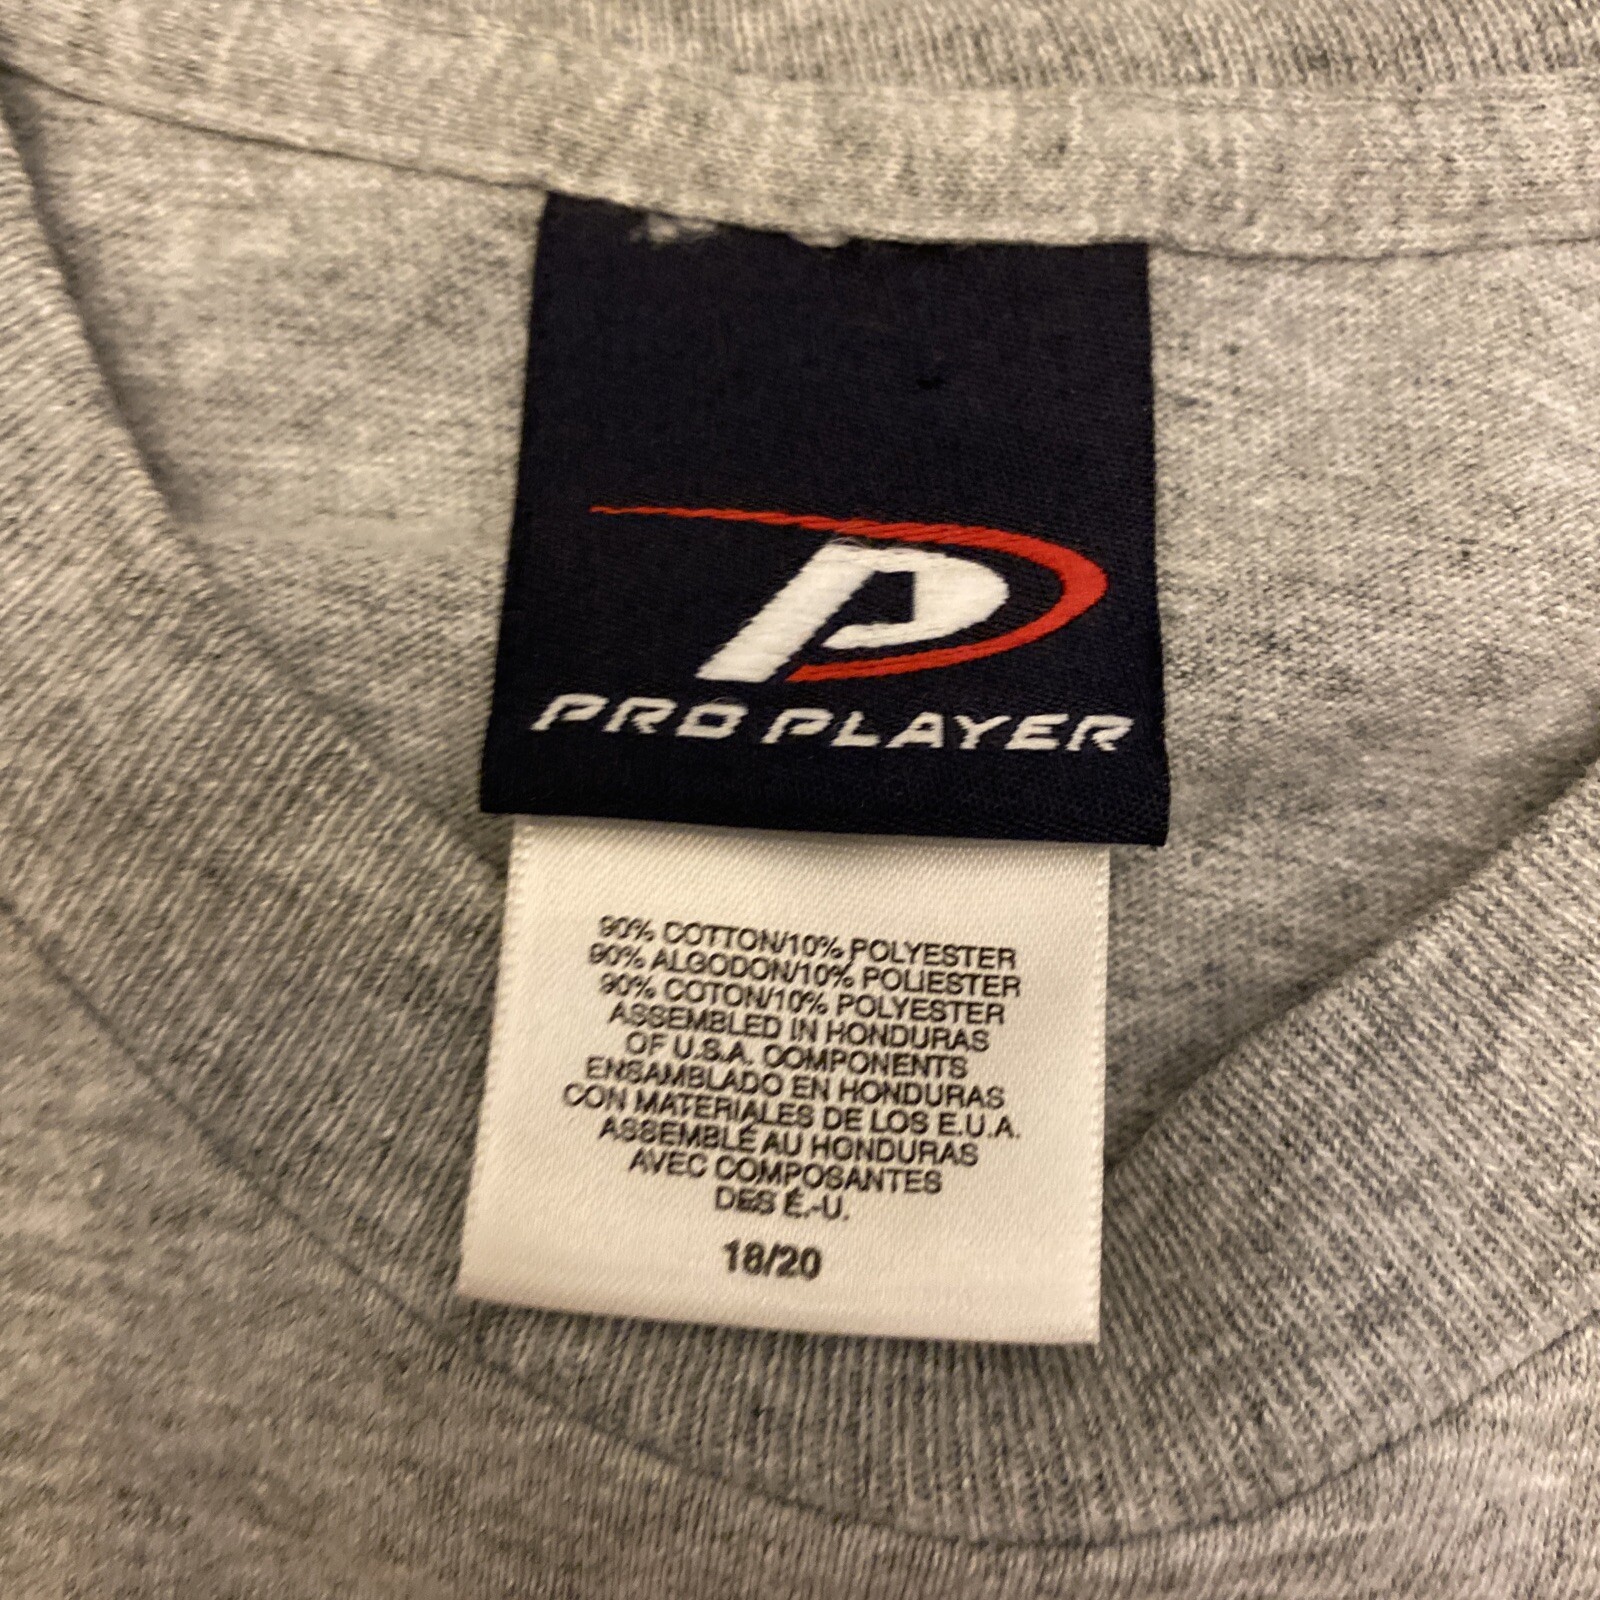 P
PRO PLAYER
90% COTTON/10% POLYESTER
90% ALGODON/10% POLIESTER
90% COTON/10% POLYESTER
ASSEMBLED IN HONDURAS
OF U.S.A. COMPONENTS
ENSAMBLADO EN HONDURAS
CON MATERIALES DE LOS E.U.A.
ASSEMBLÉ AU HONDURAS
AVEC COMPOSANTES
DES É.-U.
18/20